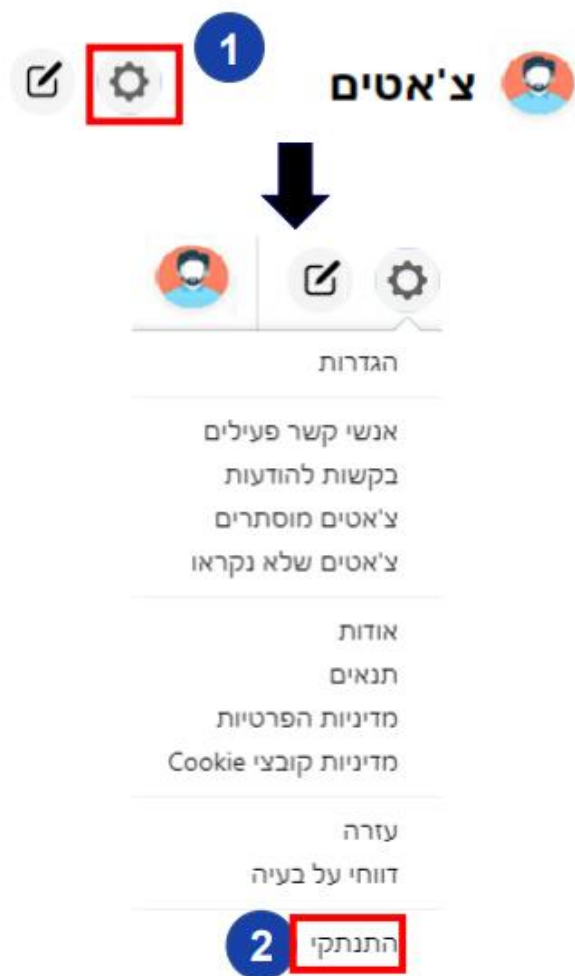 1
צ'אטים
הגדרות
אנשי קשר פעילים
בקשות להודעות
צ'אטים מוסתרים
צ'אטים שלא נקראו
אודות
תנאים
מדיניות הפרטיות
מדיניות קובצי Cookie
עזרה
דווחי על בעיה
התנתקי
2